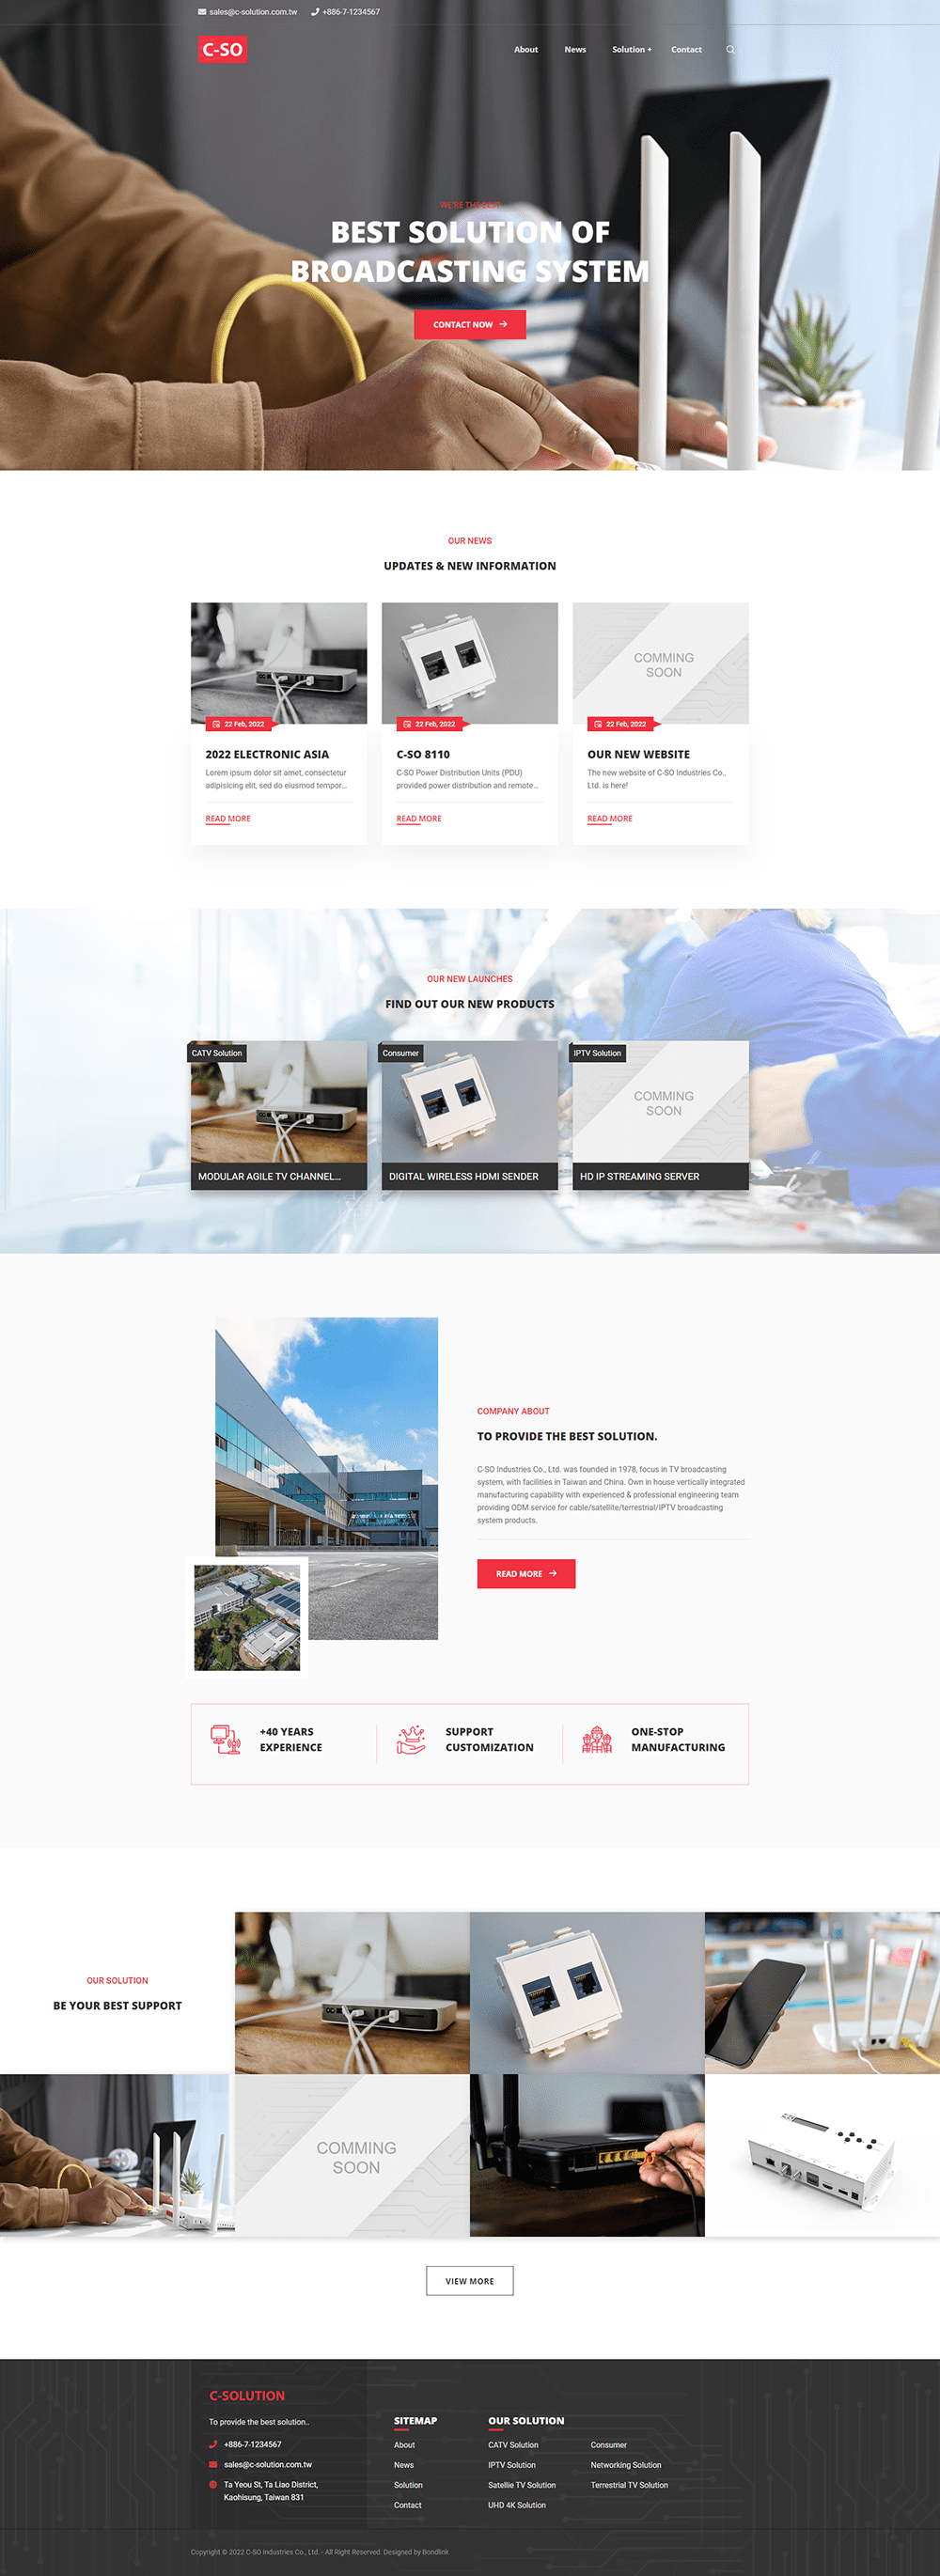 sales@c-solution.com.tw +886-7-1234567
C-SO
About News Solution + Contact
WE'RE THE BEST
BEST SOLUTION OF
BROADCASTING SYSTEM
CONTACT NOW
OUR NEWS
UPDATES & NEW INFORMATION
COMMING
SOON
22 Feb, 2022
22 Feb, 2022
22 Feb, 2022
2022 ELECTRONIC ASIA
Lorem ipsum dolor sit amet, consectetur
adipisicing elit, sed do eiusmod tempor...
READ MORE
C-SO 8110
C-SO Power Distribution Units (PDU)
provided power distribution and remote...
READ MORE
OUR NEW WEBSITE
The new website of C-SO Industries Co.,
Ltd. is here!
READ MORE
OUR NEW LAUNCHES
FIND OUT OUR NEW PRODUCTS
CATV Solution
MODULAR AGILE TV CHANNEL...
Consumer
DIGITAL WIRELESS HDMI SENDER
IPTV Solution
COMMING
SOON
HD IP STREAMING SERVER
COMPANY ABOUT
TO PROVIDE THE BEST SOLUTION.
C-SO Industries Co., Ltd. was founded in 1978, focus in TV broadcasting
system, with facilities in Taiwan and China. Own in house vertically integrated
manufacturing capability with experienced & professional engineering team
providing ODM service for cable/satellite/terrestrial/IPTV broadcasting
system products.
READ MORE
+40 YEARS
EXPERIENCE
SUPPORT
CUSTOMIZATION
ONE-STOP
MANUFACTURING
OUR SOLUTION
BE YOUR BEST SUPPORT
COMMING
SOON
VIEW MORE
C-SOLUTION
To provide the best solution..
+886-7-1234567
sales@c-solution.com.tw
Ta Yeou St, Ta Liao District,
Kaohisung, Taiwan 831
SITEMAP
About
News
Solution
Contact
OUR SOLUTION
CATV Solution
IPTV Solution
Satellie TV Solution
UHD 4K Solution
Consumer
Networking Solution
Terrestrial TV Solution
Copyright © 2022 C-SO Industries Co., Ltd. - All Right Reserved. Designed by Bondlink